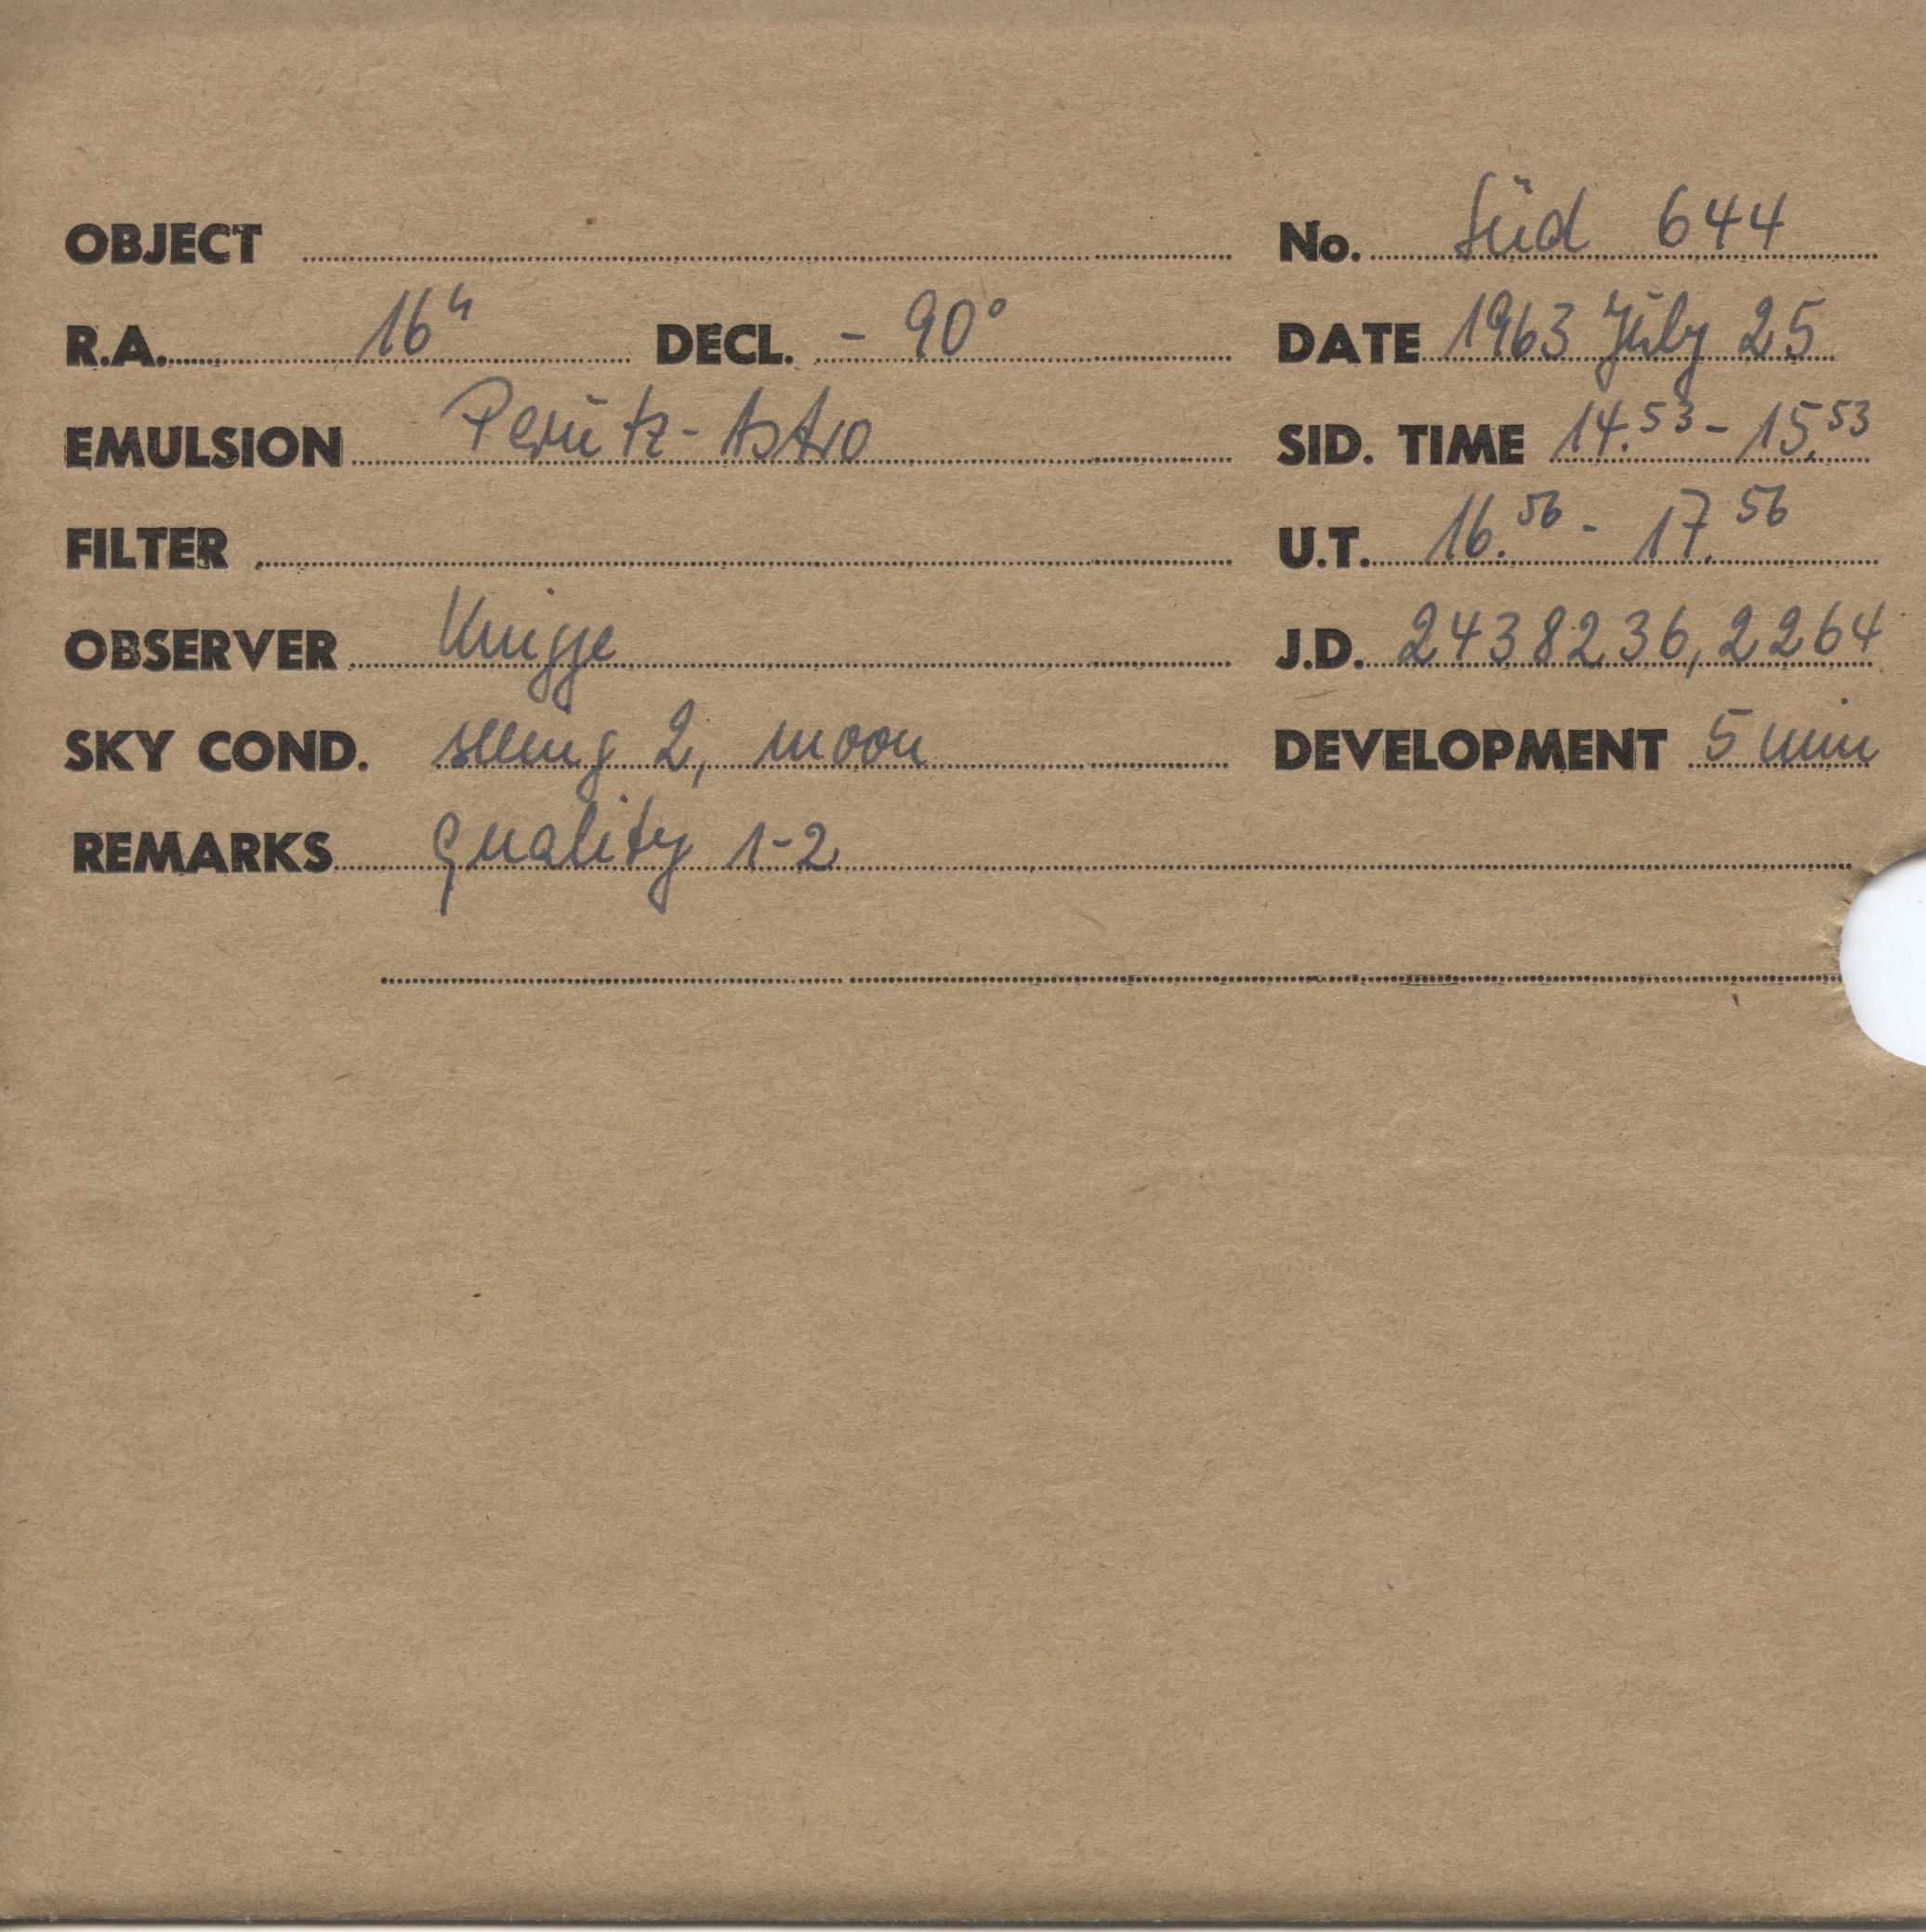 OBJECT No. Süd 644
R.A. 16h DECL. - 90° DATE 1963 July 25
EMULSION Perutz-Astro SID. TIME 14.53 - 15.53
FILTER U.T. 16.56 - 17.56
OBSERVER Knigge J.D. 2438236,2264
SKY COND. seeing 2, moon DEVELOPMENT 5 min
REMARKS quality 1-2